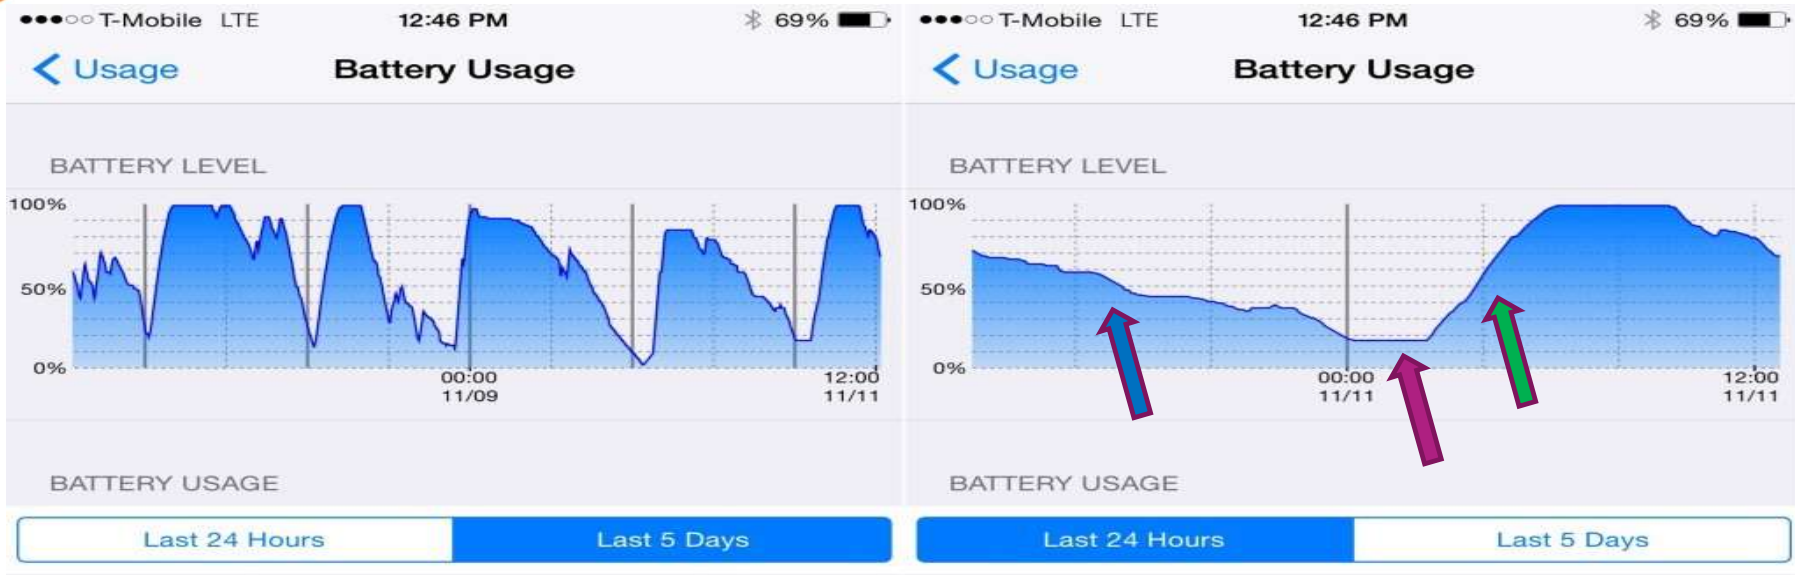 T-Mobile LTE 12:46 PM 69%
Usage Battery Usage
BATTERY LEVEL
100%
50%
0%
00:00 12:00
11/09 11/11
BATTERY USAGE
Last 24 Hours Last 5 Days
T-Mobile LTE 12:46 PM 69%
Usage Battery Usage
BATTERY LEVEL
100%
50%
0%
00:00 12:00
11/11 11/11
BATTERY USAGE
Last 24 Hours Last 5 Days